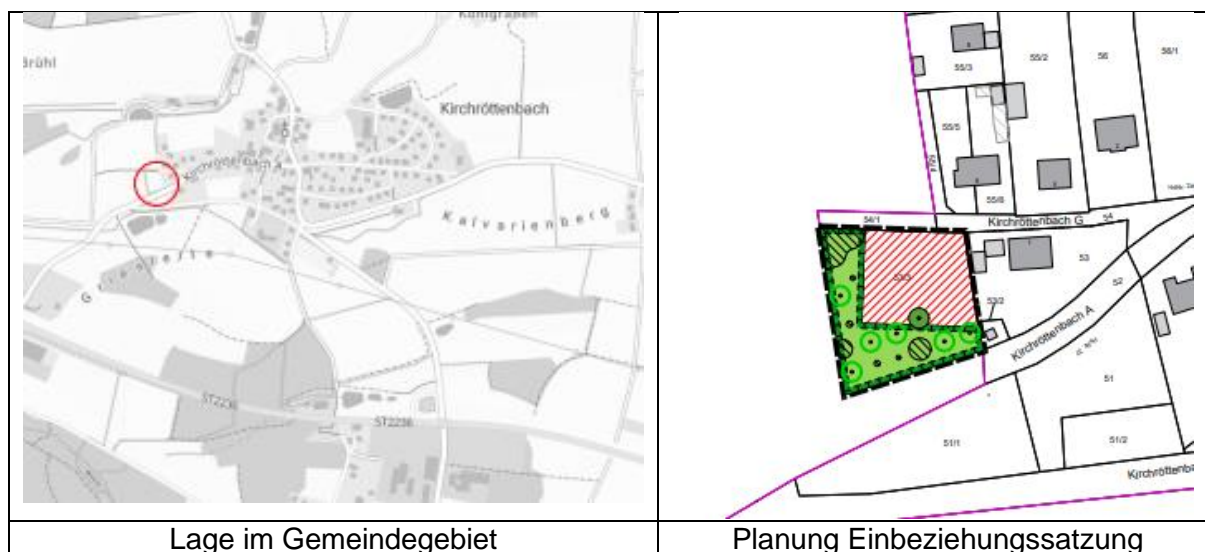 Königgraben
Brühl
Kirchröttenbach
Kirchröttenbach A
Kalvarienberg
ST2236
ST2236
Lage im Gemeindegebiet
55/3
55/2
56
56/1
55/5
55/6
54/1
Kirchröttenbach G
54
53
52
53/2
Kirchröttenbach A
51
51/1
51/2
Kirchröttenba
Planung Einbeziehungssatzung